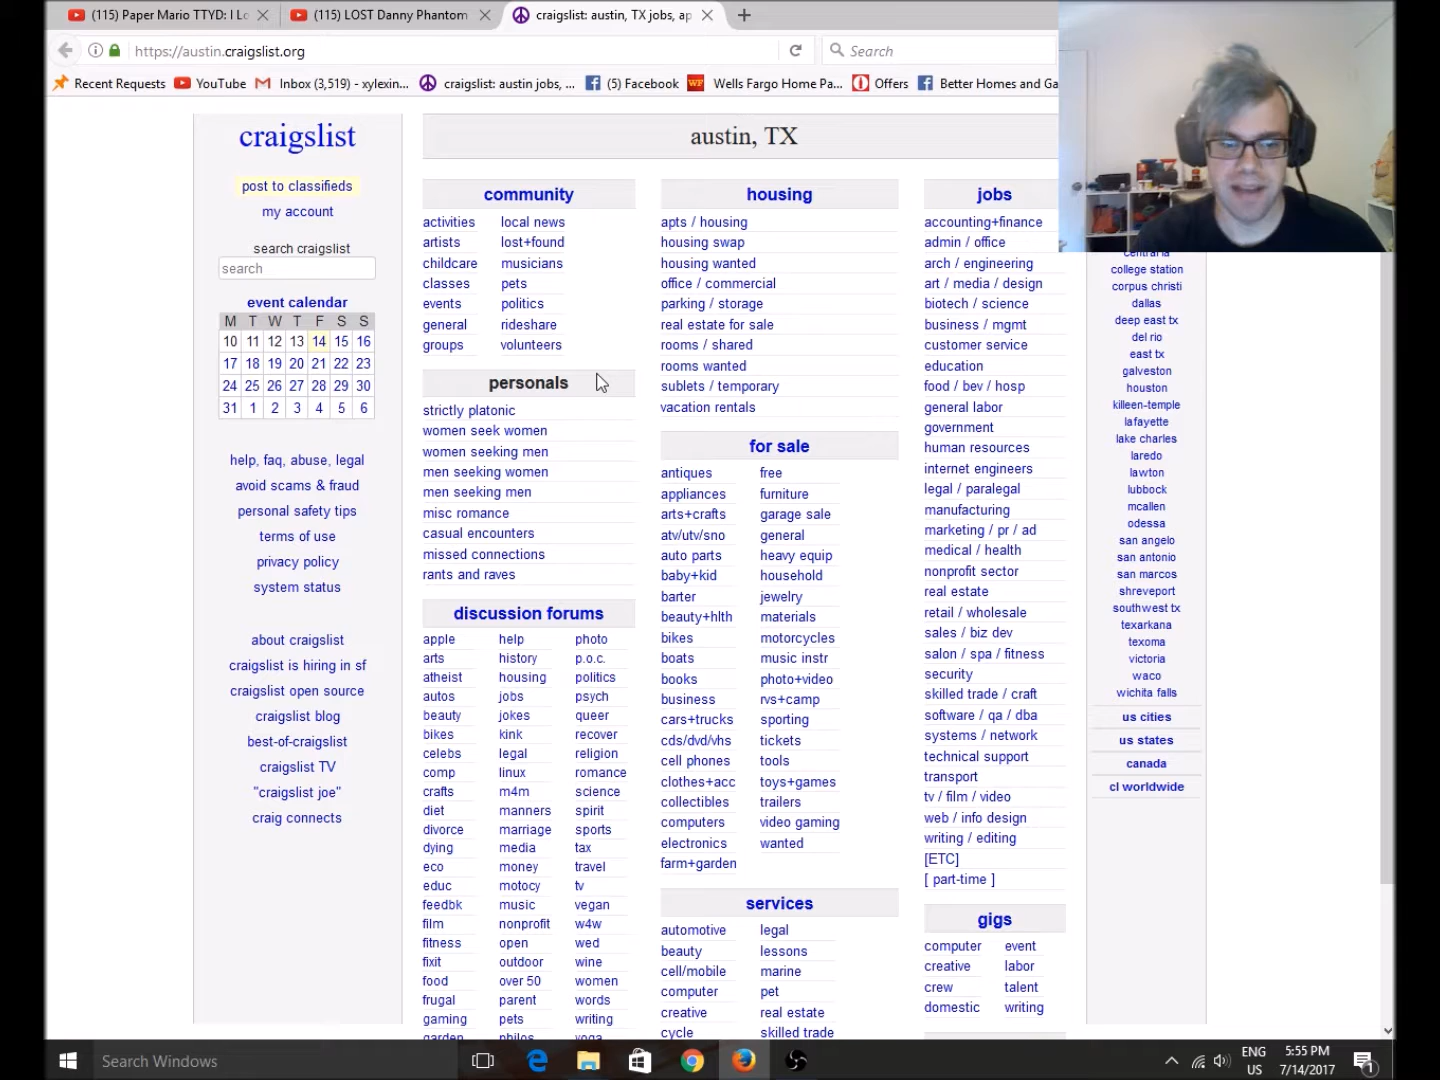 (115) Paper Mario TTYD: I Lo
(115) LOST Danny Phantom
craigslist: austin, TX jobs, ap
https://austin.craigslist.org
Search
Recent Requests
YouTube
Inbox (3,519) - xylexin...
craigslist: austin jobs, ...
(5) Facebook
Wells Fargo Home Pa...
Offers
Better Homes and Ga
craigslist
post to classifieds
my account
search craigslist
search
event calendar
M T W T F S S
10 11 12 13 14 15 16
17 18 19 20 21 22 23
24 25 26 27 28 29 30
31 1 2 3 4 5 6
help, faq, abuse, legal
avoid scams & fraud
personal safety tips
terms of use
privacy policy
system status
about craigslist
craigslist is hiring in sf
craigslist open source
craigslist blog
best-of-craigslist
craigslist TV
"craigslist joe"
craig connects
austin, TX
community
activities local news
artists lost+found
childcare musicians
classes pets
events politics
general rideshare
groups volunteers
personals
strictly platonic
women seek women
women seeking men
men seeking women
men seeking men
misc romance
casual encounters
missed connections
rants and raves
discussion forums
apple help photo
arts history p.o.c.
atheist housing politics
autos jobs psych
beauty jokes queer
bikes kink recover
celebs legal religion
comp linux romance
crafts m4m science
diet manners spirit
divorce marriage sports
dying media tax
eco money travel
educ motocy tv
feedbk music vegan
film nonprofit w4w
fitness open wed
fixit outdoor wine
food over 50 women
frugal parent words
gaming pets writing
garden philos yoga
housing
apts / housing
housing swap
housing wanted
office / commercial
parking / storage
real estate for sale
rooms / shared
rooms wanted
sublets / temporary
vacation rentals
for sale
antiques free
appliances furniture
arts+crafts garage sale
atv/utv/sno general
auto parts heavy equip
baby+kid household
barter jewelry
beauty+hlth materials
bikes motorcycles
boats music instr
books photo+video
business rvs+camp
cars+trucks sporting
cds/dvd/vhs tickets
cell phones tools
clothes+acc toys+games
collectibles trailers
computers video gaming
electronics wanted
farm+garden
services
automotive legal
beauty lessons
cell/mobile marine
computer pet
creative real estate
cycle skilled trade
jobs
accounting+finance
admin / office
arch / engineering
art / media / design
biotech / science
business / mgmt
customer service
education
food / bev / hosp
general labor
government
human resources
internet engineers
legal / paralegal
manufacturing
marketing / pr / ad
medical / health
nonprofit sector
real estate
retail / wholesale
sales / biz dev
salon / spa / fitness
security
skilled trade / craft
software / qa / dba
systems / network
technical support
transport
tv / film / video
web / info design
writing / editing
[ETC]
[ part-time ]
gigs
computer event
creative labor
crew talent
domestic writing
college station
corpus christi
dallas
deep east tx
del rio
east tx
galveston
houston
killeen-temple
lafayette
lake charles
laredo
lawton
lubbock
mcallen
odessa
san angelo
san antonio
san marcos
shreveport
southwest tx
texarkana
texoma
victoria
waco
wichita falls
us cities
us states
canada
cl worldwide
Search Windows
ENG
US
5:55 PM
7/14/2017
1